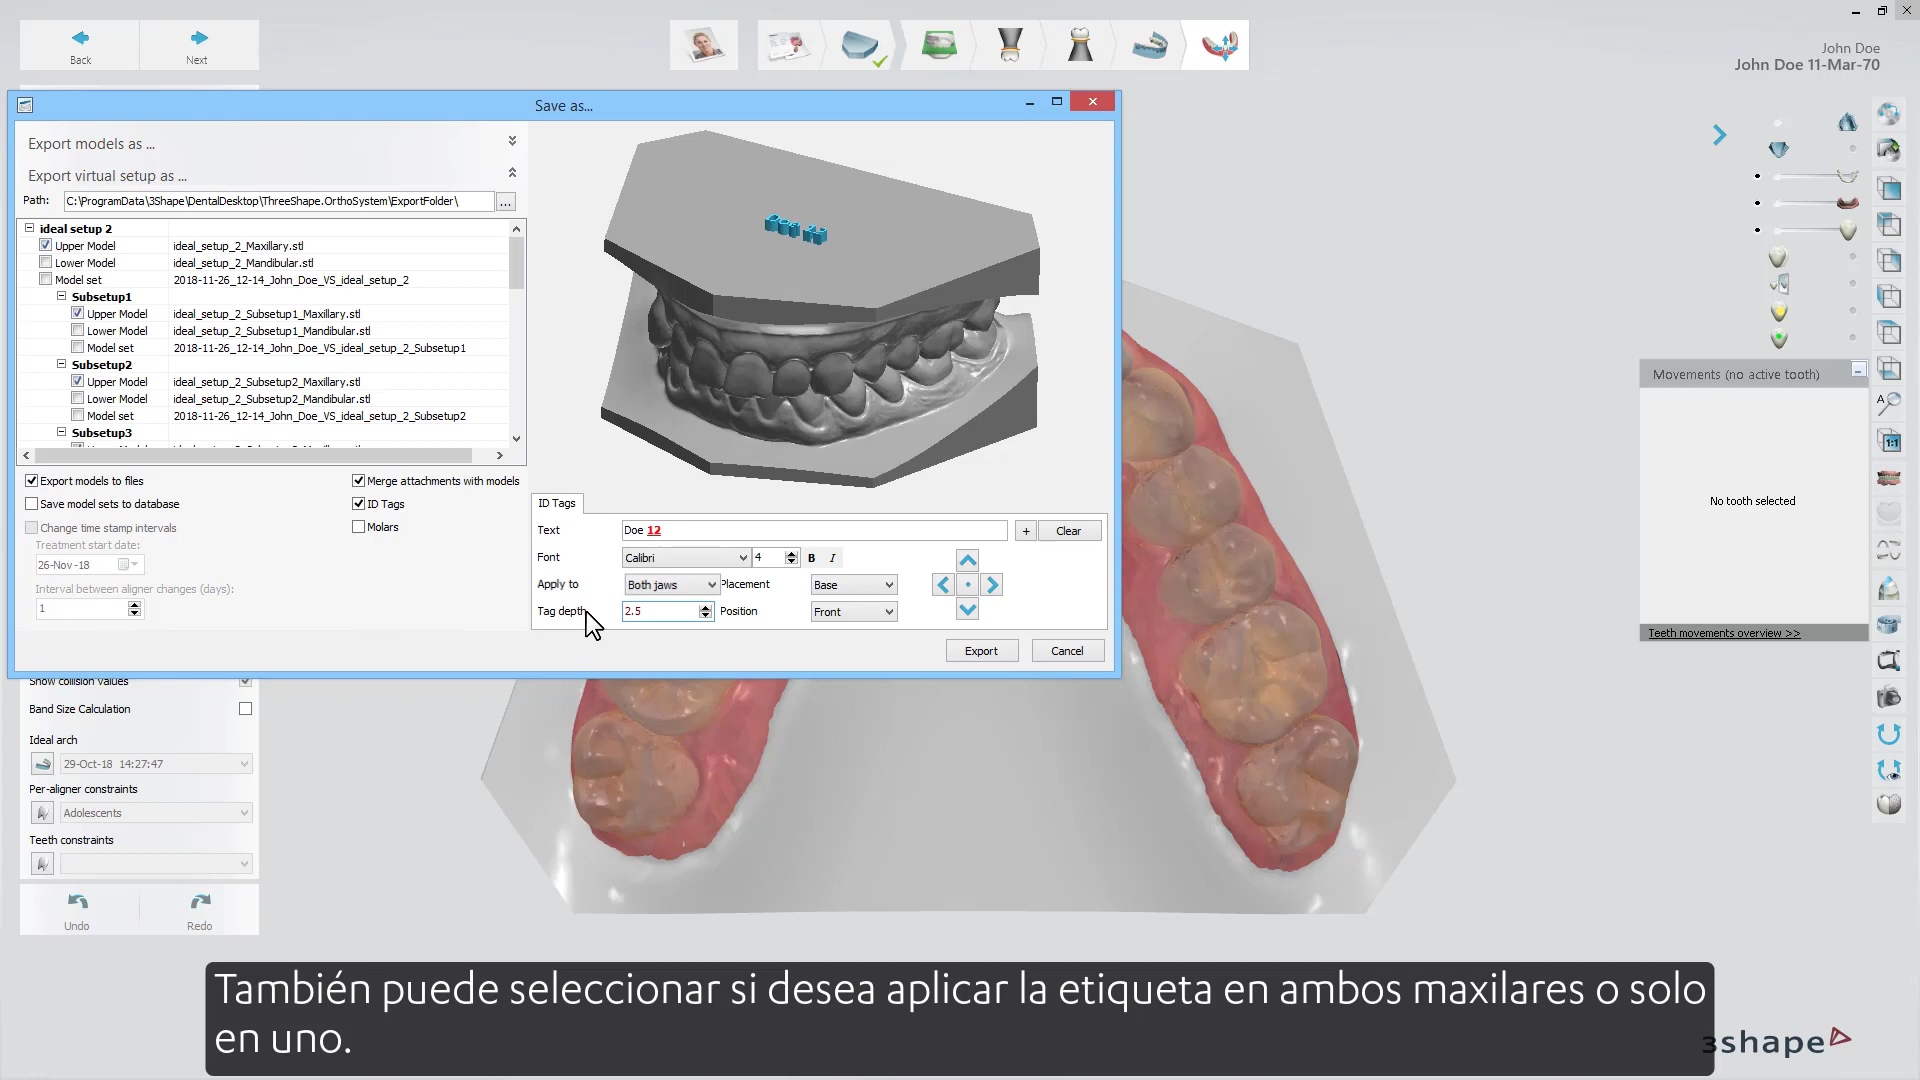 Back
Next
John Doe
John Doe 11-Mar-70
Save as...
Export models as ...
Export virtual setup as ...
Path: C:\ProgramData\3Shape\DentalDesktop\ThreeShape.OrthoSystem\ExportFolder\ ...
ideal setup 2
Upper Model ideal_setup_2_Maxillary.stl
Lower Model ideal_setup_2_Mandibular.stl
Model set 2018-11-26_12-14_John_Doe_VS_ideal_setup_2
Subsetup1
Upper Model ideal_setup_2_Subsetup1_Maxillary.stl
Lower Model ideal_setup_2_Subsetup1_Mandibular.stl
Model set 2018-11-26_12-14_John_Doe_VS_ideal_setup_2_Subsetup1
Subsetup2
Upper Model ideal_setup_2_Subsetup2_Maxillary.stl
Lower Model ideal_setup_2_Subsetup2_Mandibular.stl
Model set 2018-11-26_12-14_John_Doe_VS_ideal_setup_2_Subsetup2
Subsetup3
Export models to files
Merge attachments with models
Save model sets to database
ID Tags
Change time stamp intervals
Molars
Treatment start date:
26-Nov -18
Interval between aligner changes (days):
1
ID Tags
Text Doe 12 + Clear
Font Calibri 4 B I
Apply to Both jaws Placement Base
Tag depth 2.5 Position Front
Export Cancel
Movements (no active tooth)
No tooth selected
Teeth movements overview >>
A
1:1
Show collision values
Band Size Calculation
Ideal arch
29-Oct-18 14:27:47
Per-aligner constraints
Adolescents
Teeth constraints
Undo
Redo
También puede seleccionar si desea aplicar la etiqueta en ambos maxilares o solo
en uno.
3shape